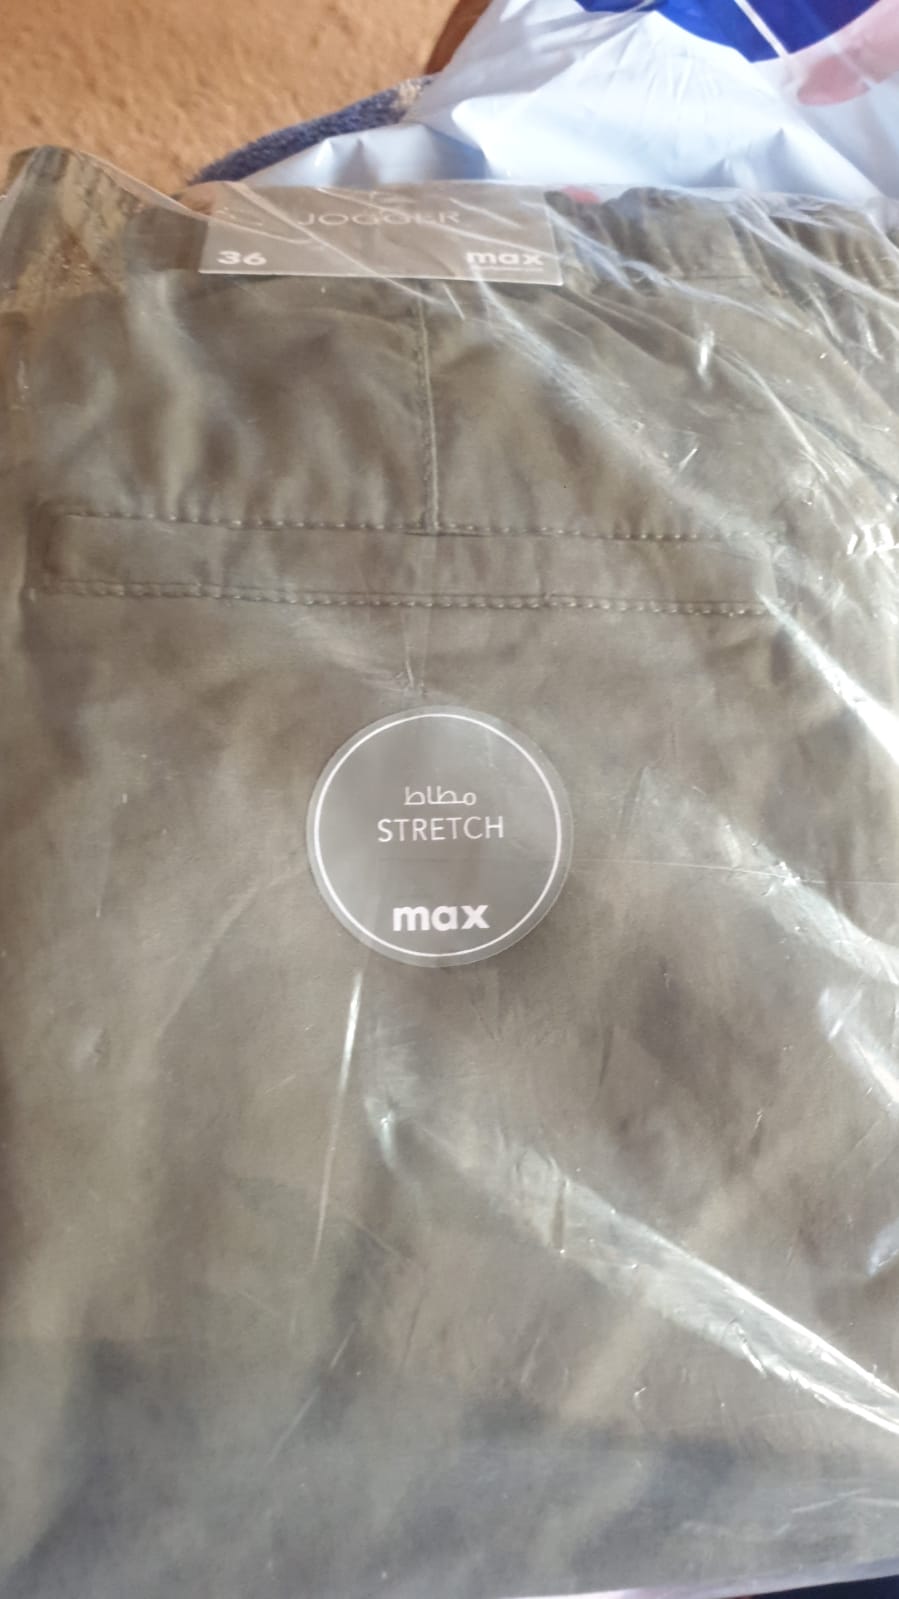 JOGGER
36 max
مطاط
STRETCH
max